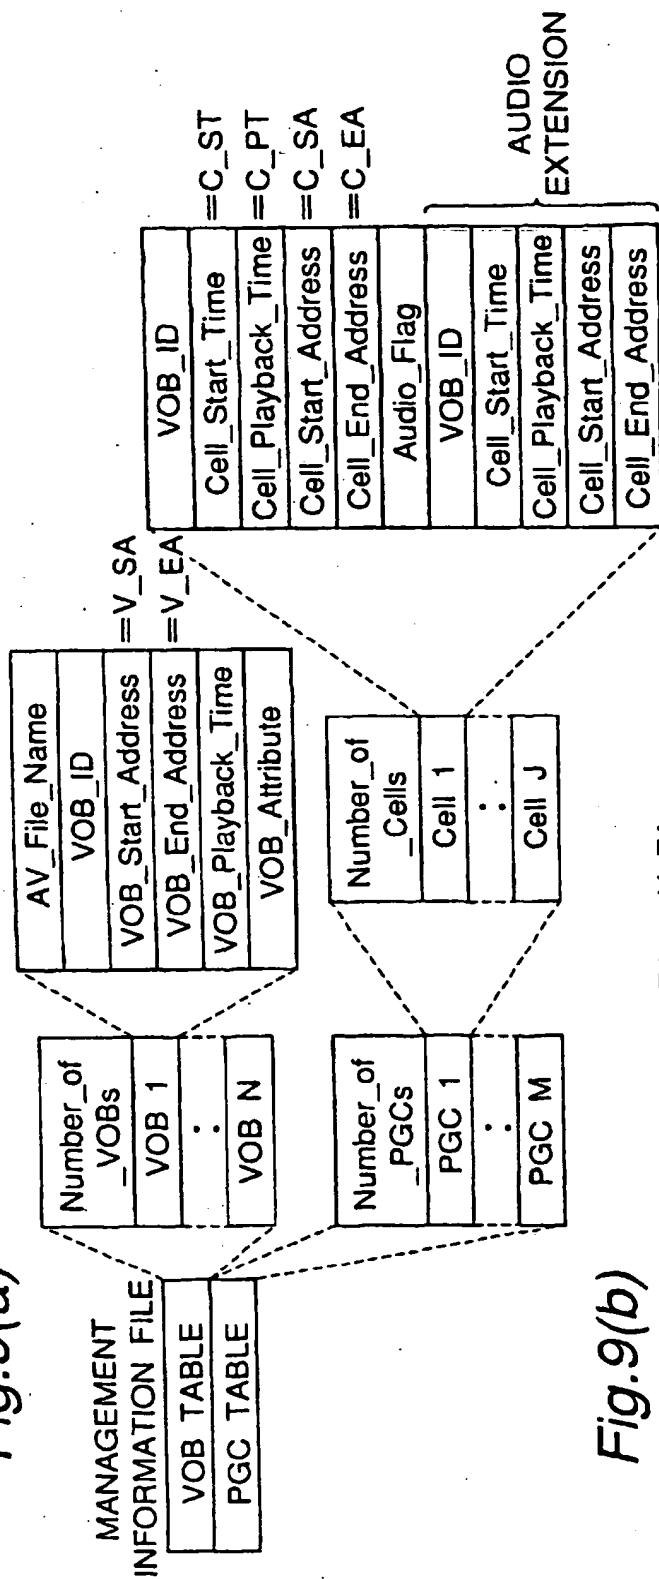 MANAGEMENT
INFORMATION FILE
VOB TABLE
PGC TABLE
Number_of
_VOBs
VOB 1
:
VOB N
AV_File_Name
VOB_ID
VOB_Start_Address
=V_SA
VOB_End_Address
=V_EA
VOB_Playback_Time
VOB_Attribute
Number_of
_PGCs
PGC 1
:
PGC M
Number_of
_Cells
Cell 1
:
Cell J
VOB_ID
Cell_Start_Time
=C_ST
Cell_Playback_Time
=C_PT
Cell_Start_Address
=C_SA
Cell_End_Address
=C_EA
Audio_Flag
VOB_ID
Cell_Start_Time
Cell_Playback_Time
Cell_Start_Address
Cell_End_Address
AUDIO
EXTENSION
Fig.9(b)